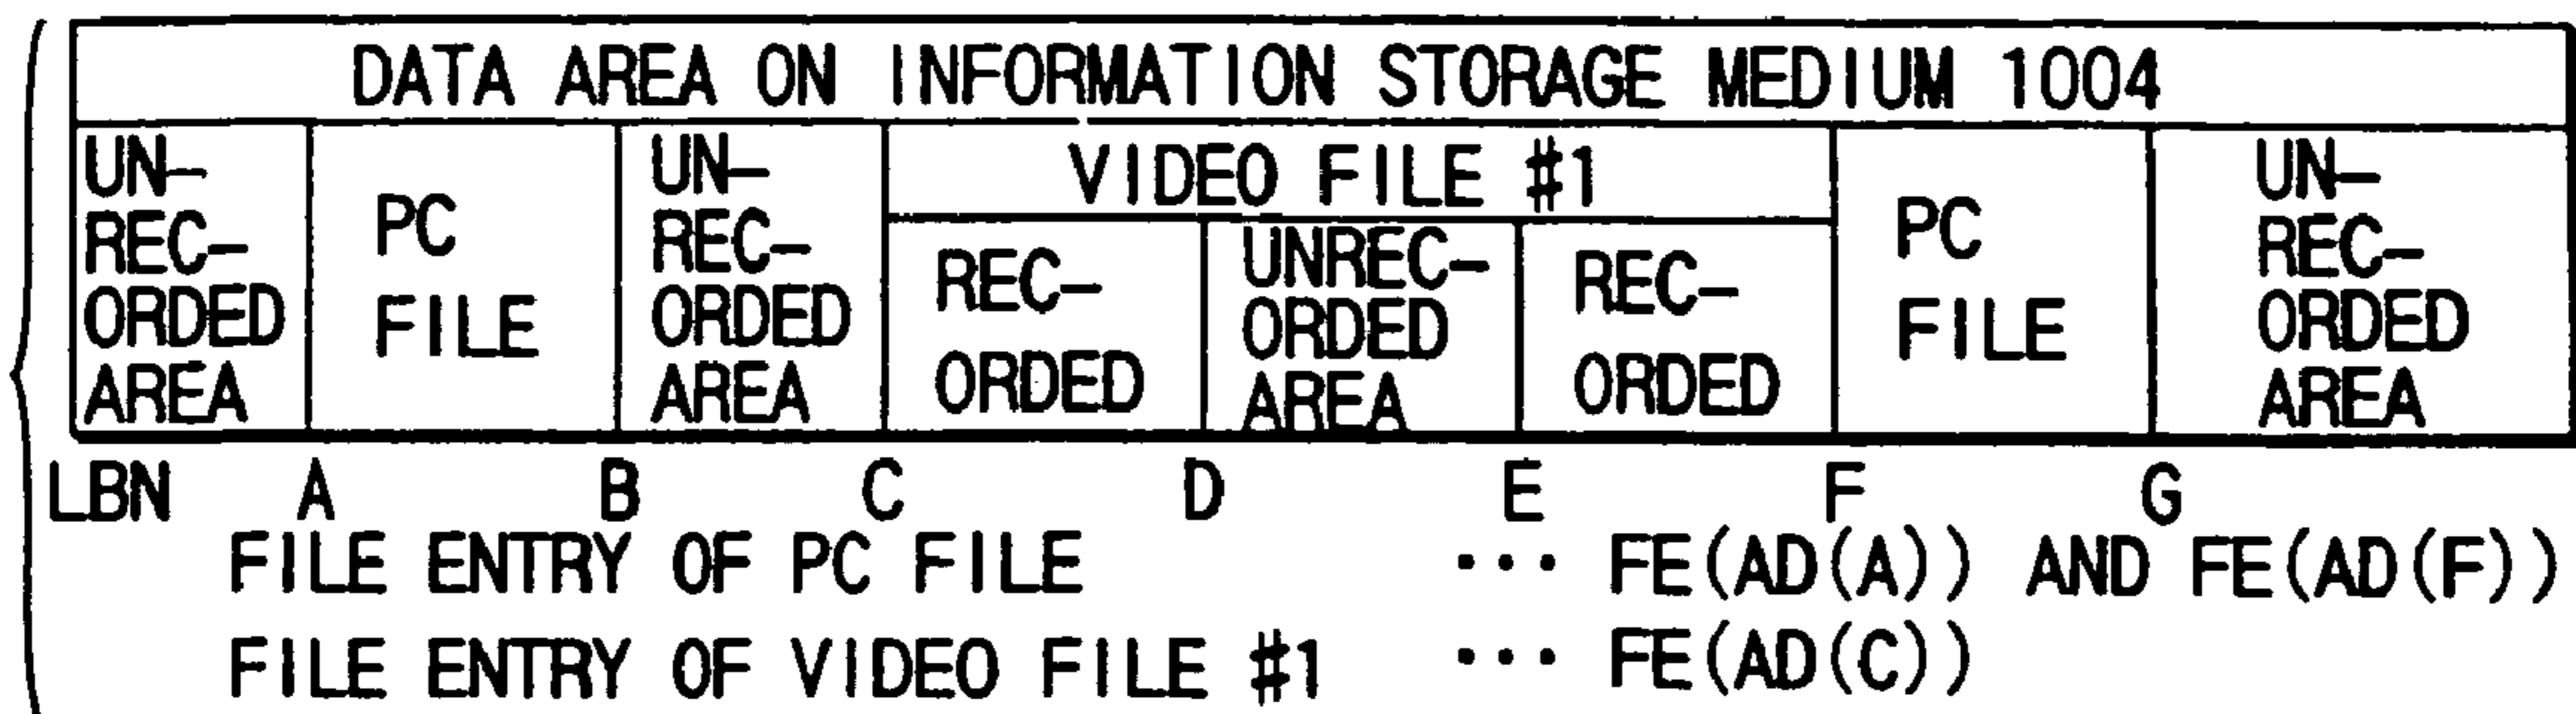 DATA AREA ON INFORMATION STORAGE MEDIUM 1004
UN-
REC-
ORDED
AREA
PC
FILE
UN-
REC-
ORDED
AREA
VIDEO FILE #1
REC-
ORDED
UNREC-
ORDED
AREA
REC-
ORDED
PC
FILE
UN-
REC-
ORDED
AREA
LBN A B C D E F G
FILE ENTRY OF PC FILE ··· FE(AD(A)) AND FE(AD(F))
FILE ENTRY OF VIDEO FILE #1 ··· FE(AD(C))